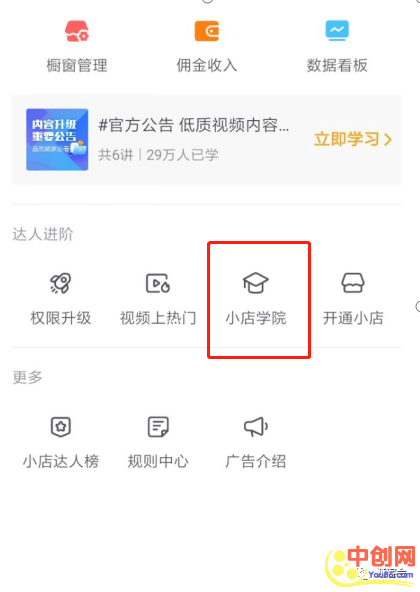 橱窗管理
佣金收入
数据看板
内容升级
重要公告
#官方公告 低质视频内容...
共6讲 | 29万人已学
立即学习 >
达人进阶
权限升级
视频上热门
小店学院
开通小店
更多
小店达人榜
规则中心
广告介绍
中创网
YouBai.com